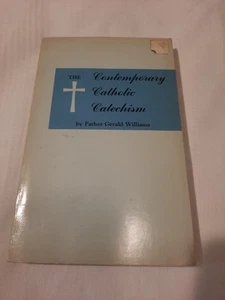 THE Contemporary
Catholic
Catechism
by Father Gerald Williams